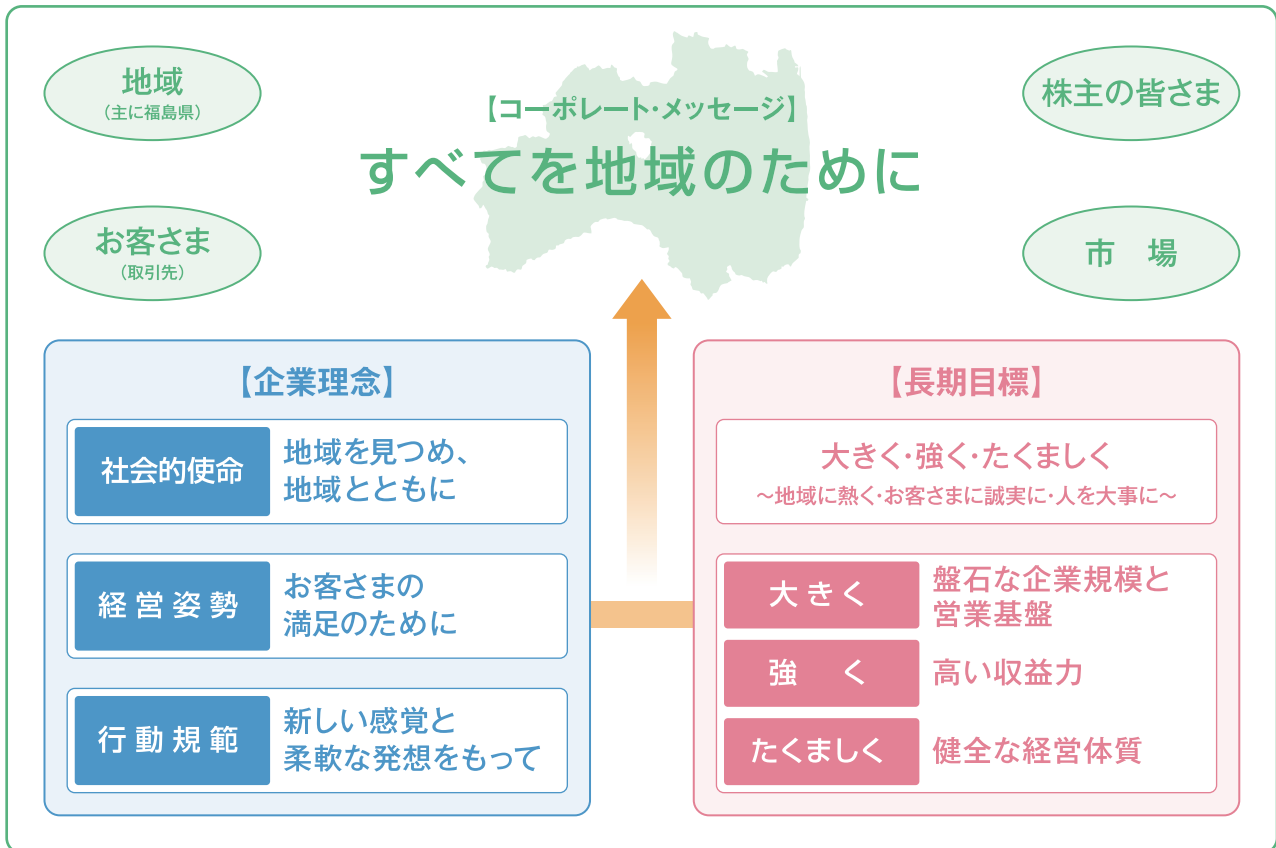 地域
（主に福島県）
お客さま
（取引先）
【コーポレート・メッセージ】
すべてを地域のために
株主の皆さま
市　場
【企業理念】
社会的使命
地域を見つめ、
地域とともに
経営姿勢
お客さまの
満足のために
行動規範
新しい感覚と
柔軟な発想をもって
【長期目標】
大きく・強く・たくましく
～地域に熱く・お客さまに誠実に・人を大事に～
大きく
盤石な企業規模と
営業基盤
強　く
高い収益力
たくましく
健全な経営体質